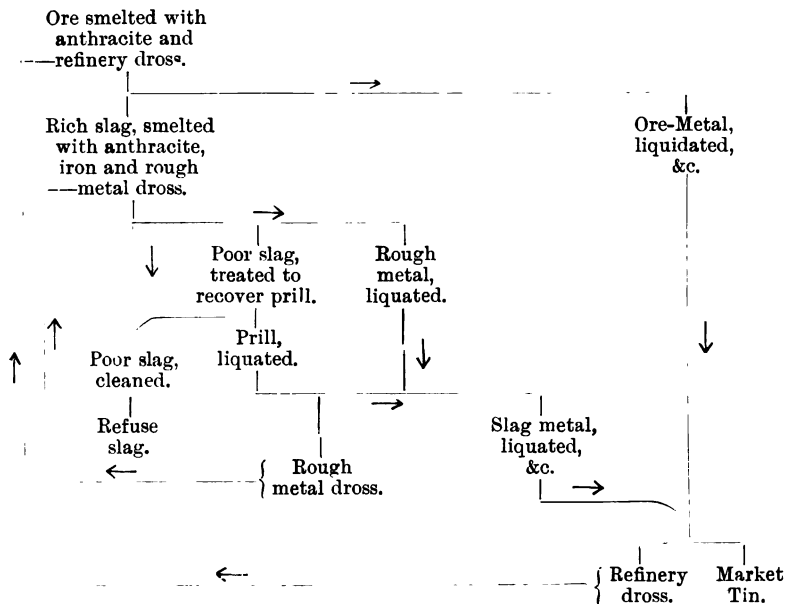 Ore smelted with
anthracite and
refinery dross.
Rich slag, smelted
with anthracite,
iron and rough
metal dross.
Ore-Metal,
liquidated,
&c.
Poor slag,
treated to
recover prill.
Rough
metal,
liquated.
Prill,
liquated.
Poor slag,
cleaned.
Refuse
slag.
Slag metal,
liquated,
&c.
Rough
metal dross.
Refinery
dross.
Market
Tin.